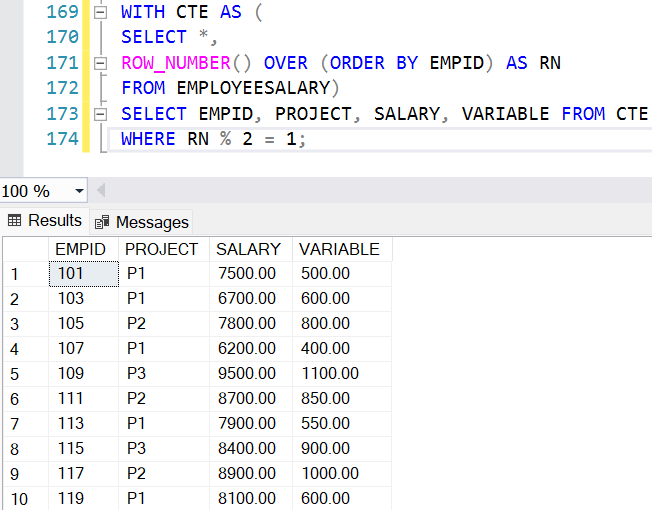 169 WITH CTE AS (
170 SELECT *,
171 ROW_NUMBER() OVER (ORDER BY EMPID) AS RN
172 FROM EMPLOYEESALARY)
173 SELECT EMPID, PROJECT, SALARY, VARIABLE FROM CTE
174 WHERE RN % 2 = 1;
100 %
Results Messages
EMPID PROJECT SALARY VARIABLE
1 101 P1 7500.00 500.00
2 103 P1 6700.00 600.00
3 105 P2 7800.00 800.00
4 107 P1 6200.00 400.00
5 109 P3 9500.00 1100.00
6 111 P2 8700.00 850.00
7 113 P1 7900.00 550.00
8 115 P3 8400.00 900.00
9 117 P2 8900.00 1000.00
10 119 P1 8100.00 600.00